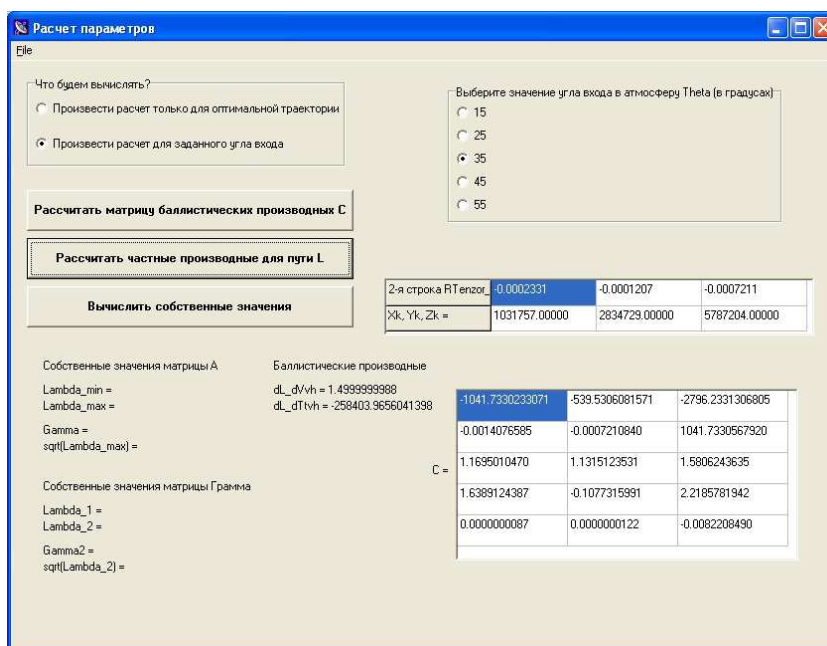 Расчет параметров
File
Что будем вычислять?
Произвести расчет только для оптимальной траектории
Произвести расчет для заданного угла входа
Выберите значение угла входа в атмосферу Theta (в градусах)
15
25
35
45
55
Рассчитать матрицу баллистических производных C
Рассчитать частные производные для пути L
Вычислить собственные значения
2-я строка RTenzor_ -0.0002331 -0.0001207 -0.0007211
Xk, Yk, Zk = 1031757.00000 2834729.00000 5787204.00000
Собственные значения матрицы A
Lambda_min =
Lambda_max =
Gamma =
sqrt(Lambda_max) =
Баллистические производные
dL_dVvh = 1.4999999988
dL_dTtvh = -258403.9656041398
Собственные значения матрицы Грамма
Lambda_1 =
Lambda_2 =
Gamma2 =
sqrt(Lambda_2) =
C =
-1041.7330233071 -539.5306081571 -2796.2331306805
-0.0014076585 -0.0007210840 1041.7330567920
1.1695010470 1.1315123531 1.5806243635
1.6389124387 -0.1077315991 2.2185781942
0.0000000087 0.0000000122 -0.0082208490